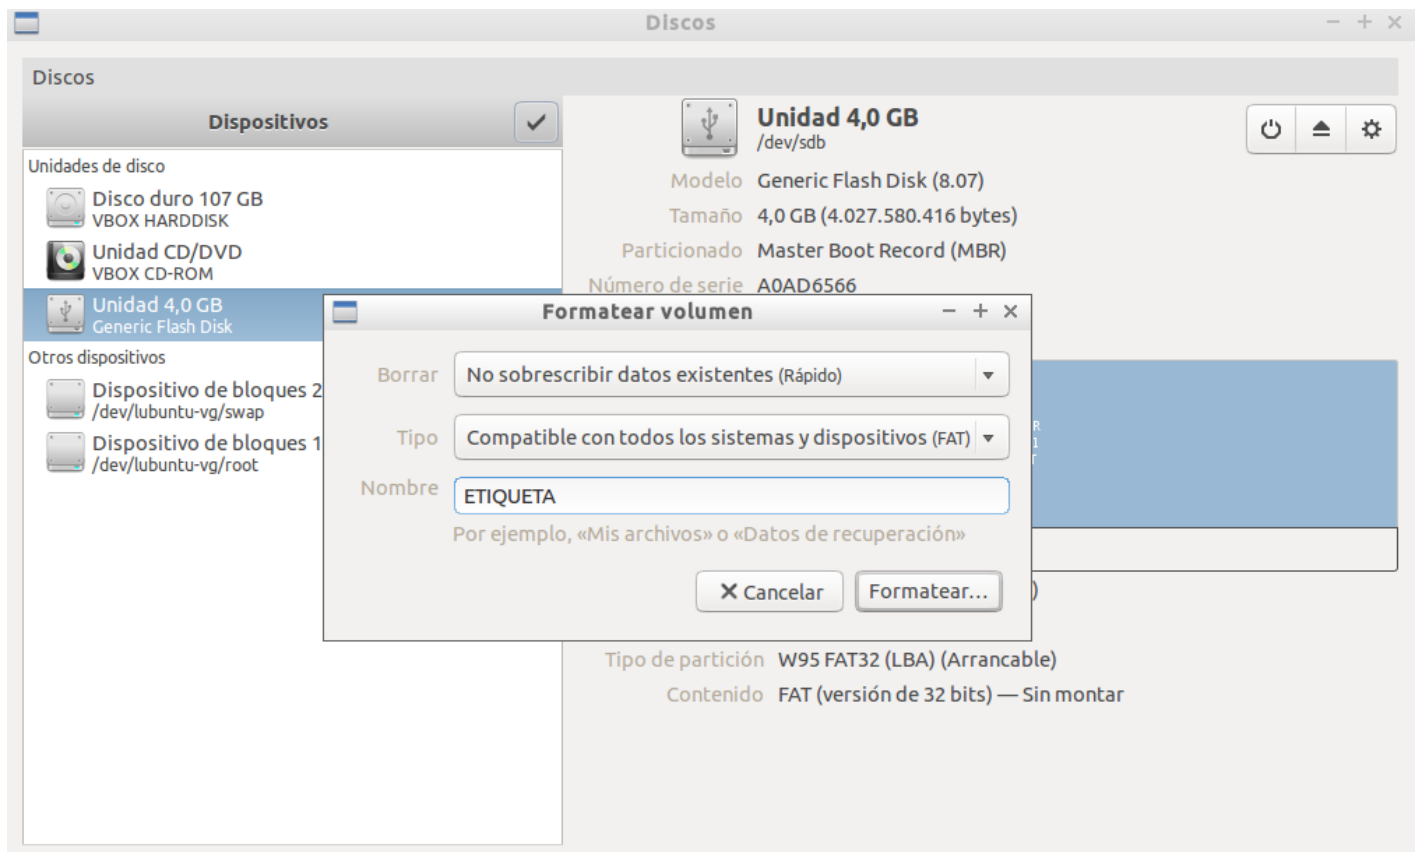 Discos
Discos
Dispositivos
Unidades de disco
Disco duro 107 GB
VBOX HARDDISK
Unidad CD/DVD
VBOX CD-ROM
Unidad 4,0 GB
Generic Flash Disk
Otros dispositivos
Dispositivo de bloques 2
/dev/lubuntu-vg/swap
Dispositivo de bloques 1
/dev/lubuntu-vg/root
Unidad 4,0 GB
/dev/sdb
Modelo Generic Flash Disk (8.07)
Tamaño 4,0 GB (4.027.580.416 bytes)
Particionado Master Boot Record (MBR)
Número de serie A0AD6566
Formatear volumen
Borrar No sobrescribir datos existentes (Rápido)
Tipo Compatible con todos los sistemas y dispositivos (FAT)
Nombre ETIQUETA
Por ejemplo, «Mis archivos» o «Datos de recuperación»
Cancelar Formatear...
R
1
)
Tipo de partición W95 FAT32 (LBA) (Arrancable)
Contenido FAT (versión de 32 bits) — Sin montar